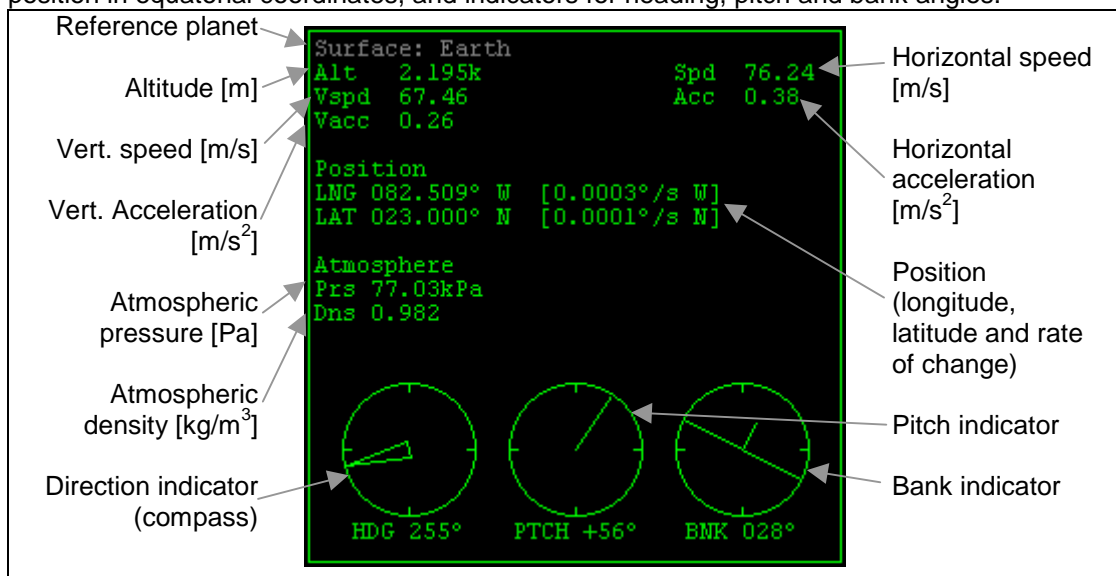 position in equatorial coordinates, and indicators for heading, pitch and bank angles.
Reference planet
Altitude [m]
Vert. speed [m/s]
Vert. Acceleration
[m/s²]
Atmospheric
pressure [Pa]
Atmospheric
density [kg/m³]
Direction indicator
(compass)
Surface: Earth
Alt 2.195k Spd 76.24
Vspd 67.46 Acc 0.38
Vacc 0.26
Position
LNG 082.509° W [0.0003°/s W]
LAT 023.000° N [0.0001°/s N]
Atmosphere
Prs 77.03kPa
Dns 0.982
HDG 255° PTCH +56° BNK 028°
Horizontal speed
[m/s]
Horizontal
acceleration
[m/s²]
Position
(longitude,
latitude and rate
of change)
Pitch indicator
Bank indicator